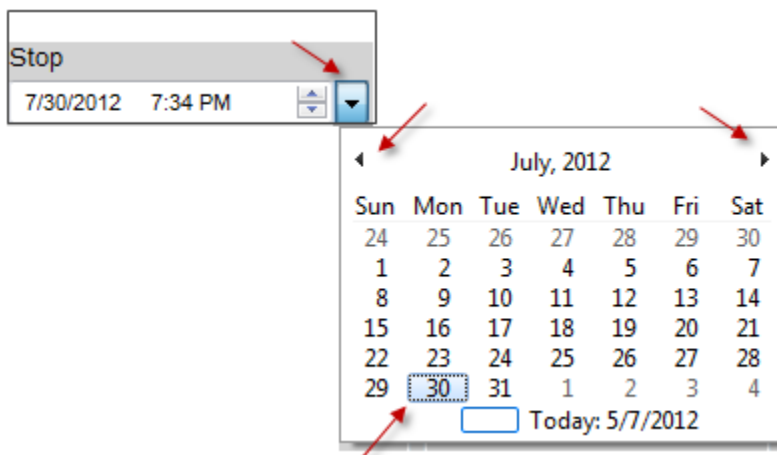 Stop
7/30/2012 7:34 PM
July, 2012
Sun Mon Tue Wed Thu Fri Sat
24 25 26 27 28 29 30
1 2 3 4 5 6 7
8 9 10 11 12 13 14
15 16 17 18 19 20 21
22 23 24 25 26 27 28
29 30 31 1 2 3 4
Today: 5/7/2012